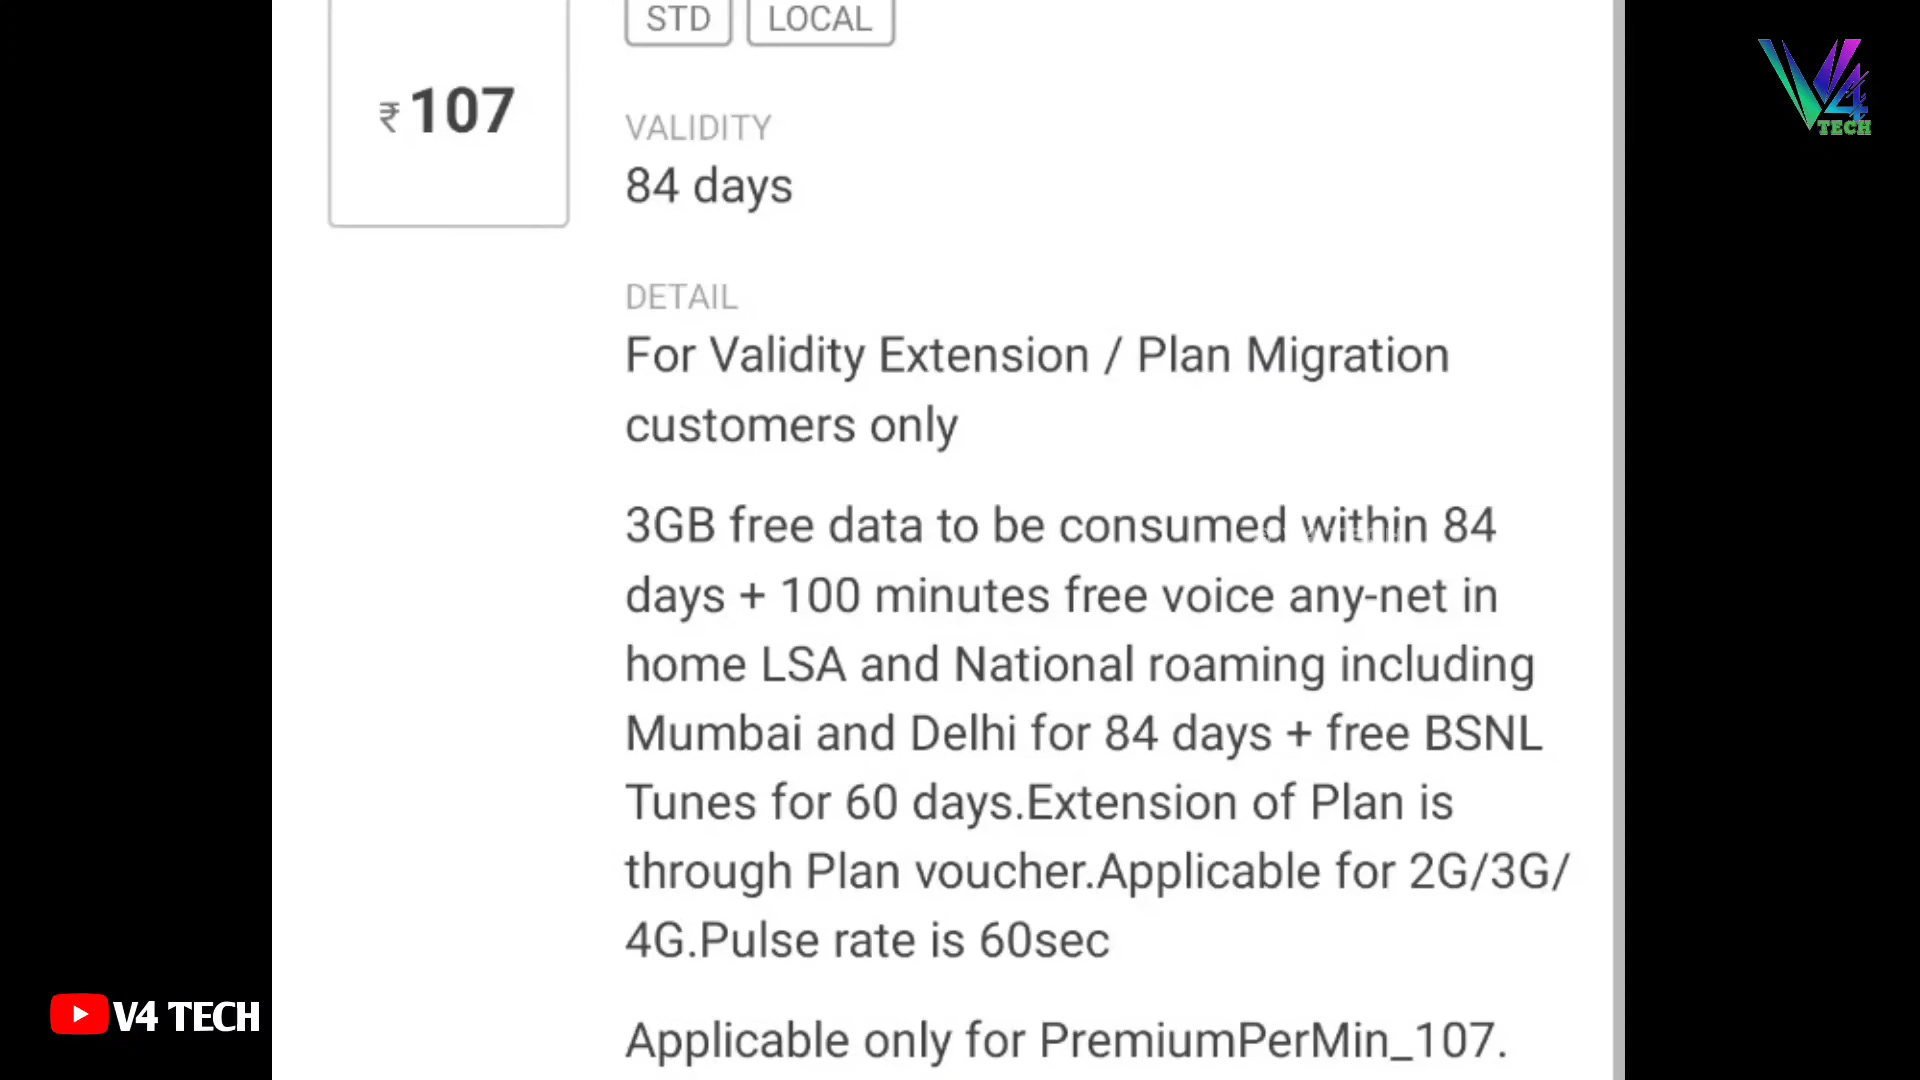 STD LOCAL
₹107
VALIDITY
84 days
DETAIL
For Validity Extension / Plan Migration
customers only
3GB free data to be consumed within 84
days + 100 minutes free voice any-net in
home LSA and National roaming including
Mumbai and Delhi for 84 days + free BSNL
Tunes for 60 days.Extension of Plan is
through Plan voucher.Applicable for 2G/3G/
4G.Pulse rate is 60sec
Applicable only for PremiumPerMin_107.
V4
TECH
V4 TECH